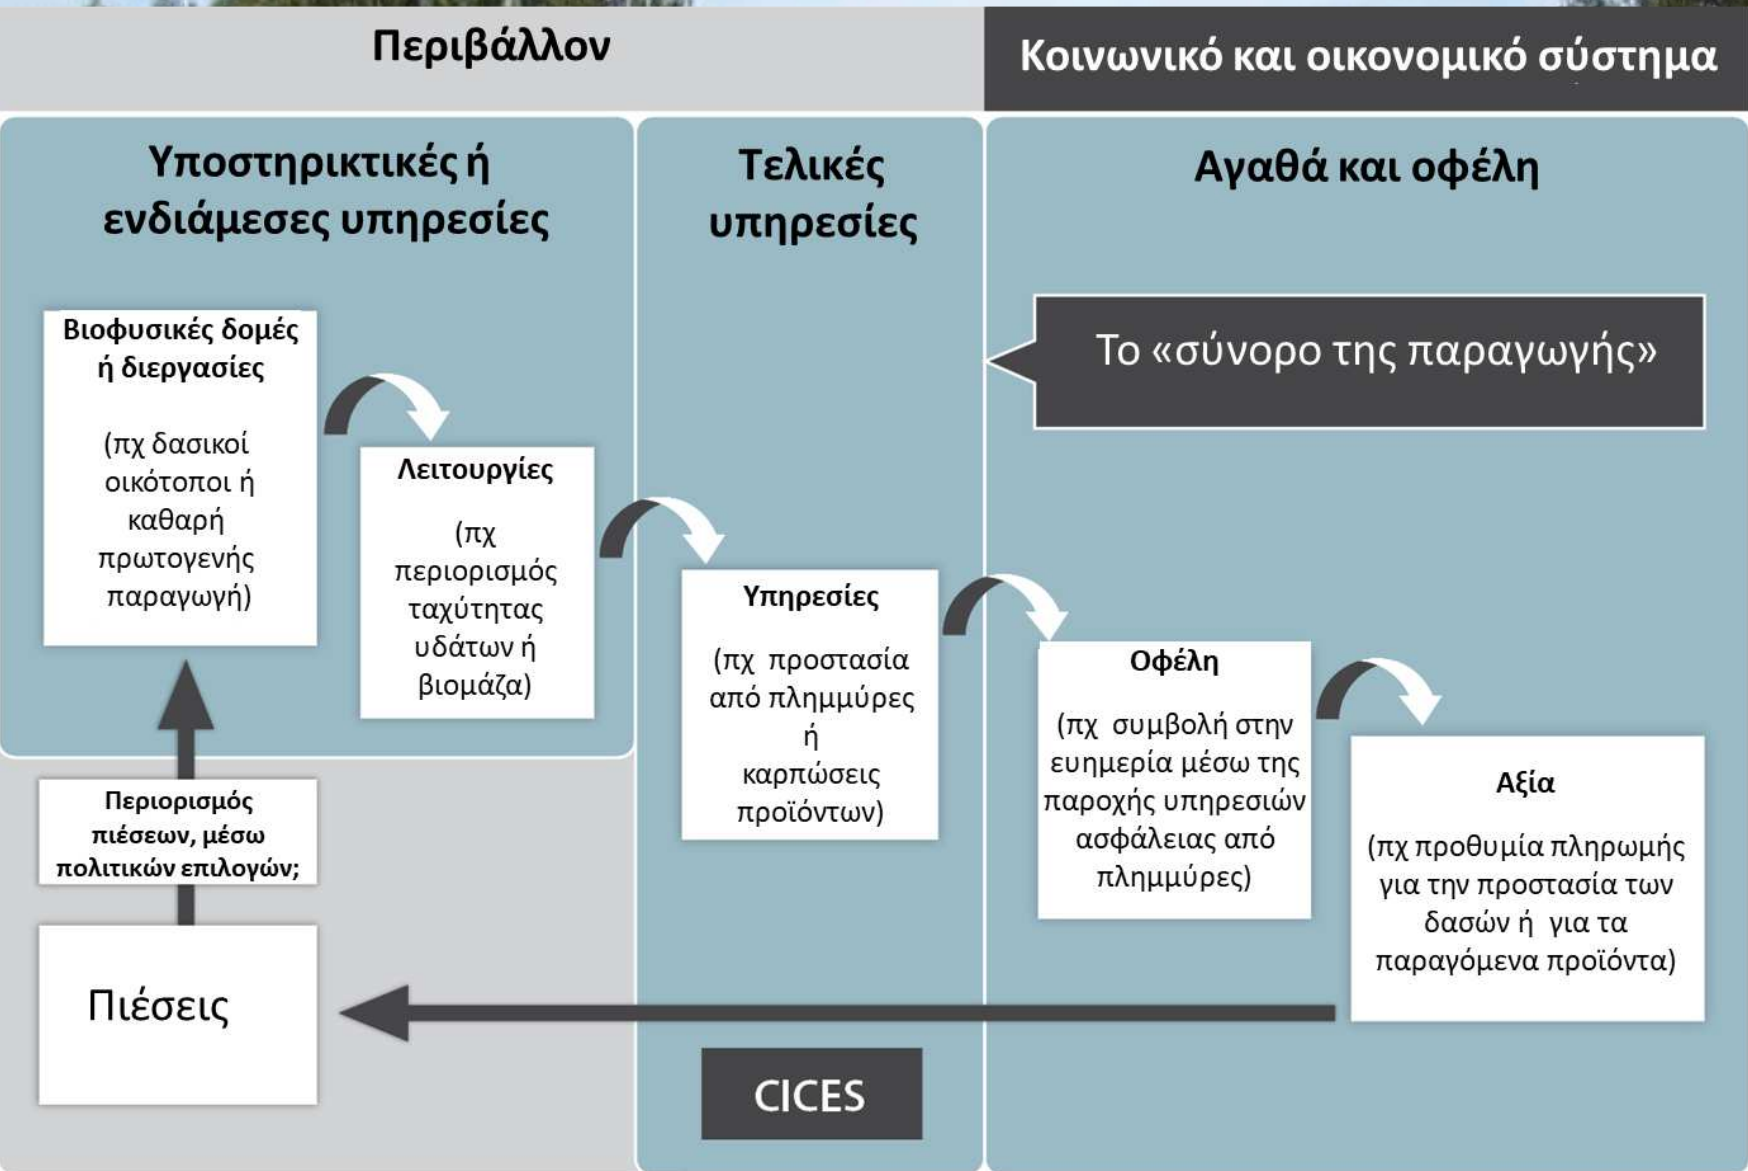 Περιβάλλον
Κοινωνικό και οικονομικό σύστημα
Υποστηρικτικές ή
ενδιάμεσες υπηρεσίες
Τελικές
υπηρεσίες
Αγαθά και οφέλη
Το «σύνορο της παραγωγής»
Βιοφυσικές δομές
ή διεργασίες
(πχ δασικοί
οικότοποι ή
καθαρή
πρωτογενής
παραγωγή)
Λειτουργίες
(πχ
περιορισμός
ταχύτητας
υδάτων ή
βιομάζα)
Υπηρεσίες
(πχ προστασία
από πλημμύρες
ή
καρπώσεις
προϊόντων)
Οφέλη
(πχ συμβολή στην
ευημερία μέσω της
παροχής υπηρεσιών
ασφάλειας από
πλημμύρες)
Αξία
(πχ προθυμία πληρωμής
για την προστασία των
δασών ή για τα
παραγόμενα προϊόντα)
Περιορισμός
πιέσεων, μέσω
πολιτικών επιλογών;
Πιέσεις
CICES